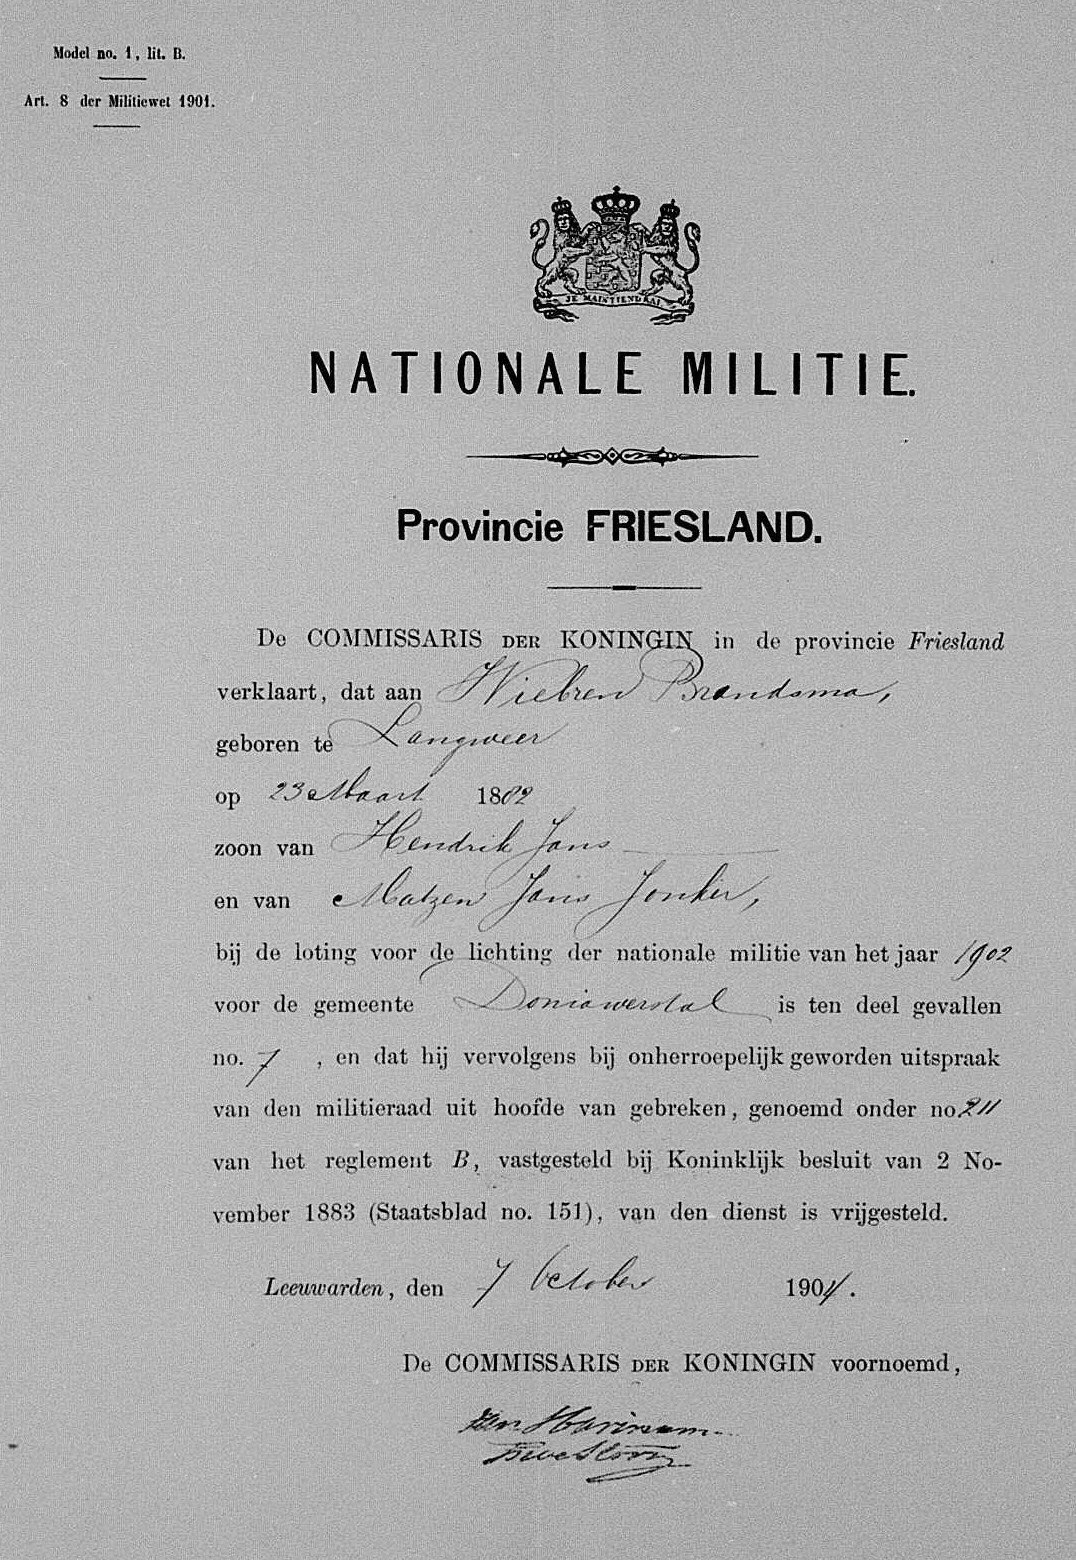 Model no. 1, lit. B.
Art. 8 der Militiewet 1901.
JE MAINTIENDRAI
NATIONALE MILITIE.
Provincie FRIESLAND.
De COMMISSARIS DER KONINGIN in de provincie Friesland
verklaart, dat aan Wiebren Brandsma,
geboren te Langweer
op 23 Maart 1882
zoon van Hendrik Jans
en van Matzen Jans Jonker,
bij de loting voor de lichting der nationale militie van het jaar 1902
voor de gemeente Doniawerstal is ten deel gevallen
no. 7, en dat hij vervolgens bij onherroepelijk geworden uitspraak
van den militieraad uit hoofde van gebreken, genoemd onder no 211
van het reglement B, vastgesteld bij Koninklijk besluit van 2 No-
vember 1883 (Staatsblad no. 151), van den dienst is vrijgesteld.
Leeuwarden, den 7 October 1904.
De COMMISSARIS DER KONINGIN voornoemd,
van Harinxma